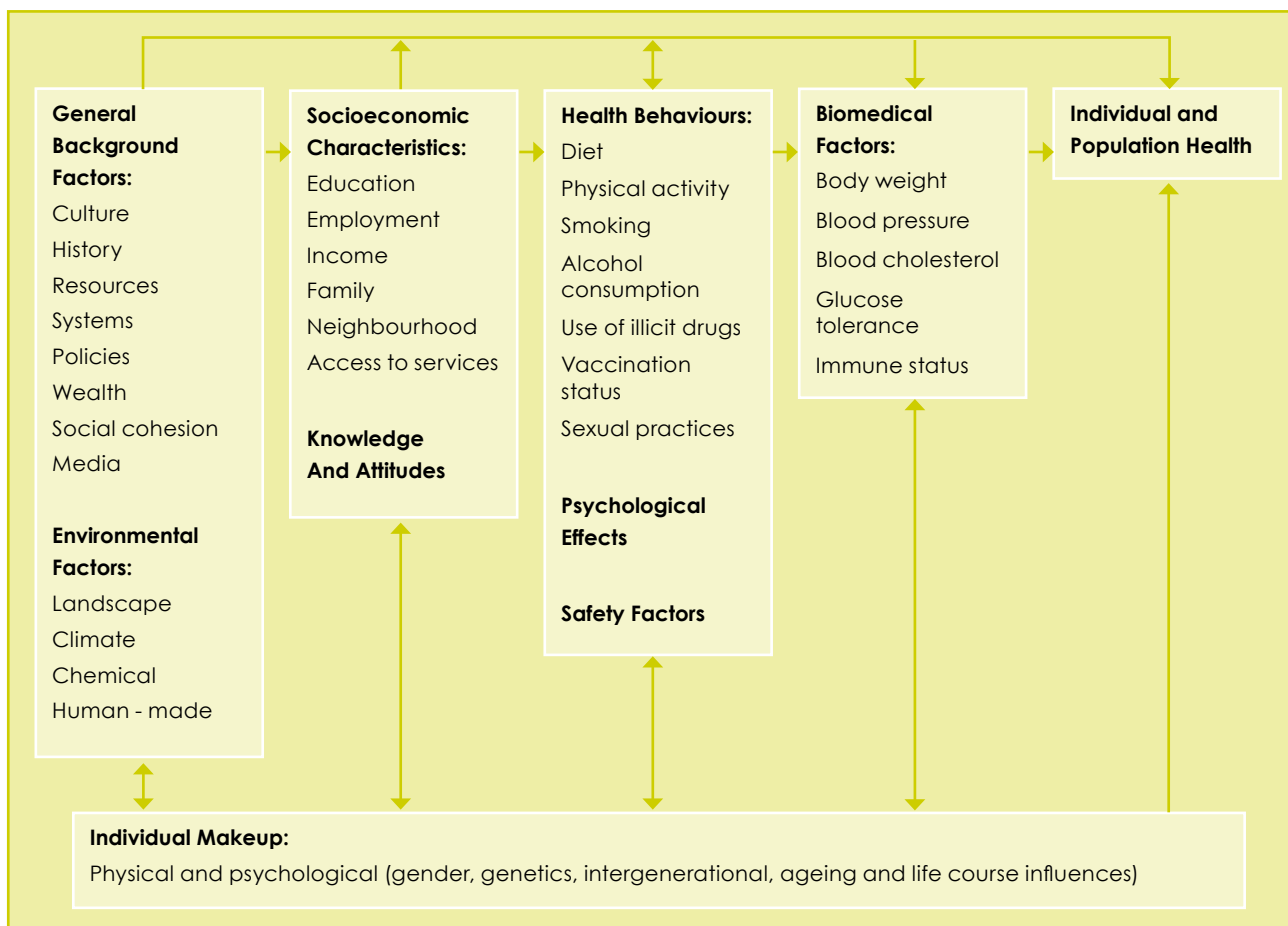 General
Background
Factors:
Culture
History
Resources
Systems
Policies
Wealth
Social cohesion
Media
Environmental
Factors:
Landscape
Climate
Chemical
Human - made
Socioeconomic
Characteristics:
Education
Employment
Income
Family
Neighbourhood
Access to services
Knowledge
And Attitudes
Health Behaviours:
Diet
Physical activity
Smoking
Alcohol
consumption
Use of illicit drugs
Vaccination
status
Sexual practices
Psychological
Effects
Safety Factors
Biomedical
Factors:
Body weight
Blood pressure
Blood cholesterol
Glucose
tolerance
Immune status
Individual and
Population Health
Individual Makeup:
Physical and psychological (gender, genetics, intergenerational, ageing and life course influences)